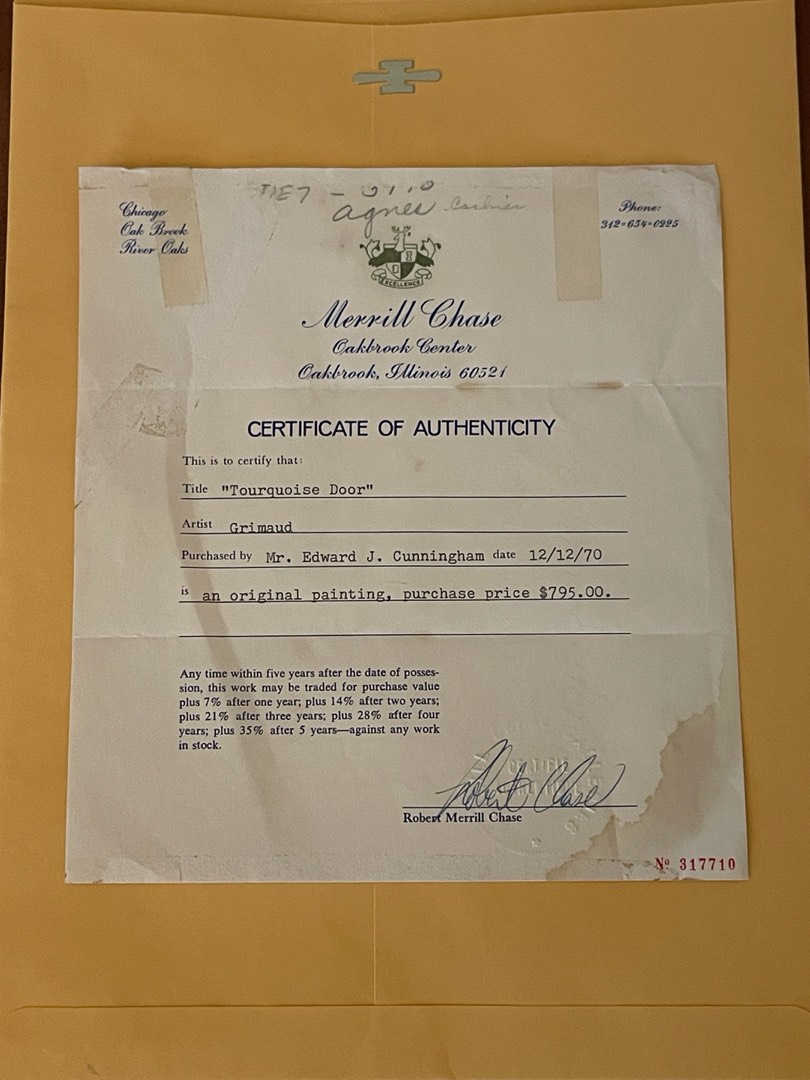 agnes Cashier
Chicago
Oak Brook
River Oaks
Phone:
312-654-0225
EXCELLENCE
Merrill Chase
Oakbrook Center
Oakbrook, Illinois 60521
CERTIFICATE OF AUTHENTICITY
This is to certify that:
Title "Tourquoise Door"
Artist Grimaud
Purchased by Mr. Edward J. Cunningham date 12/12/70
is an original painting, purchase price $795.00.
Any time within five years after the date of posses-
sion, this work may be traded for purchase value
plus 7% after one year; plus 14% after two years;
plus 21% after three years; plus 28% after four
years; plus 35% after 5 years—against any work
in stock.
Robert Chase
Robert Merrill Chase
Nº 317710